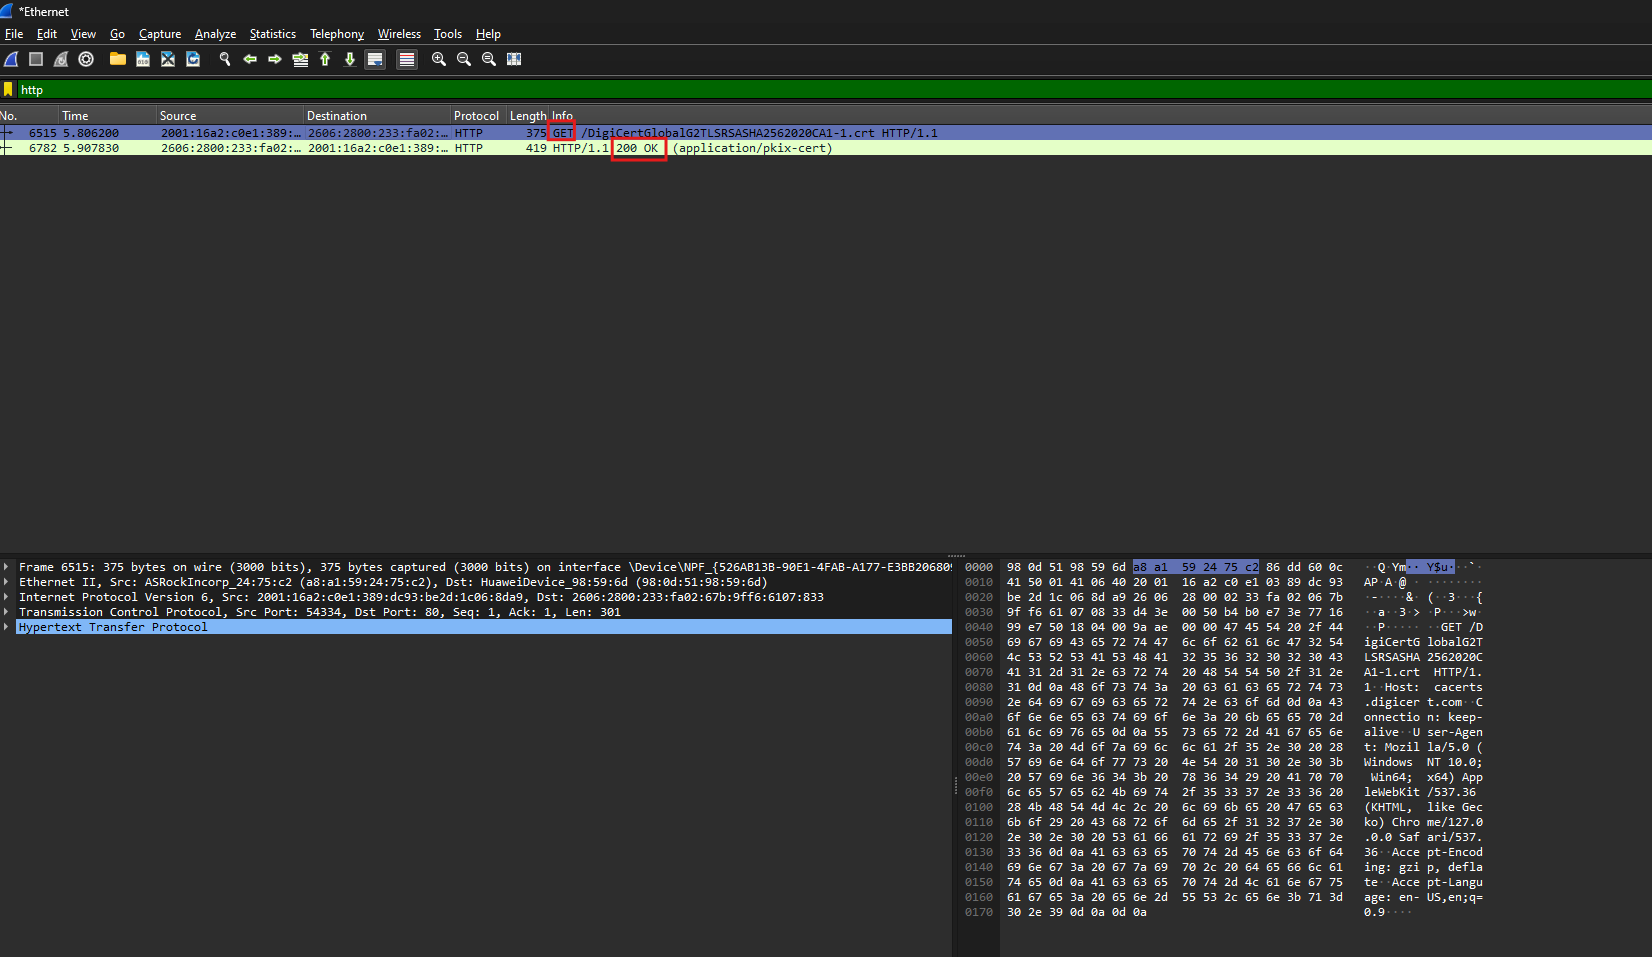 *Ethernet
File Edit View Go Capture Analyze Statistics Telephony Wireless Tools Help
http
No. Time Source Destination Protocol Length Info
6515 5.806200 2001:16a2:c0e1:389:… 2606:2800:233:fa02:… HTTP 375 GET /DigiCertGlobalG2TLSRSASHA2562020CA1-1.crt HTTP/1.1
6782 5.907830 2606:2800:233:fa02:… 2001:16a2:c0e1:389:… HTTP 419 HTTP/1.1 200 OK (application/pkix-cert)
Frame 6515: 375 bytes on wire (3000 bits), 375 bytes captured (3000 bits) on interface \Device\NPF_{526AB13B-90E1-4FAB-A177-E3BB206809
Ethernet II, Src: ASRockIncorp_24:75:c2 (a8:a1:59:24:75:c2), Dst: HuaweiDevice_98:59:6d (98:0d:51:98:59:6d)
Internet Protocol Version 6, Src: 2001:16a2:c0e1:389:dc93:be2d:1c06:8da9, Dst: 2606:2800:233:fa02:67b:9ff6:6107:833
Transmission Control Protocol, Src Port: 54334, Dst Port: 80, Seq: 1, Ack: 1, Len: 301
Hypertext Transfer Protocol
0000 98 0d 51 98 59 6d a8 a1 59 24 75 c2 86 dd 60 0c ··Q·Ym·· Y$u···`·
0010 41 50 01 41 06 40 20 01 16 a2 c0 e1 03 89 dc 93 AP·A·@ · ········
0020 be 2d 1c 06 8d a9 26 06 28 00 02 33 fa 02 06 7b ·-····&· (··3···{
0030 9f f6 61 07 08 33 d4 3e 00 50 b4 b0 e7 3e 77 16 ··a··3·> ·P···>w·
0040 99 e7 50 18 04 00 9a ae 00 00 47 45 54 20 2f 44 ··P····· ··GET /D
0050 69 67 69 43 65 72 74 47 6c 6f 62 61 6c 47 32 54 igiCertG lobalG2T
0060 4c 53 52 53 41 53 48 41 32 35 36 32 30 32 30 43 LSRSASHA 2562020C
0070 41 31 2d 31 2e 63 72 74 20 48 54 54 50 2f 31 2e A1-1.crt HTTP/1.
0080 31 0d 0a 48 6f 73 74 3a 20 63 61 63 65 72 74 73 1··Host: cacerts
0090 2e 64 69 67 69 63 65 72 74 2e 63 6f 6d 0d 0a 43 .digicer t.com··C
00a0 6f 6e 6e 65 63 74 69 6f 6e 3a 20 6b 65 65 70 2d onnectio n: keep-
00b0 61 6c 69 76 65 0d 0a 55 73 65 72 2d 41 67 65 6e alive··U ser-Agen
00c0 74 3a 20 4d 6f 7a 69 6c 6c 61 2f 35 2e 30 20 28 t: Mozil la/5.0 (
00d0 57 69 6e 64 6f 77 73 20 4e 54 20 31 30 2e 30 3b Windows NT 10.0;
00e0 20 57 69 6e 36 34 3b 20 78 36 34 29 20 41 70 70 Win64; x64) App
00f0 6c 65 57 65 62 4b 69 74 2f 35 33 37 2e 33 36 20 leWebKit /537.36
0100 28 4b 48 54 4d 4c 2c 20 6c 69 6b 65 20 47 65 63 (KHTML, like Gec
0110 6b 6f 29 20 43 68 72 6f 6d 65 2f 31 32 37 2e 30 ko) Chro me/127.0
0120 2e 30 2e 30 20 53 61 66 61 72 69 2f 35 33 37 2e .0.0 Saf ari/537.
0130 33 36 0d 0a 41 63 63 65 70 74 2d 45 6e 63 6f 64 36··Acce pt-Encod
0140 69 6e 67 3a 20 67 7a 69 70 2c 20 64 65 66 6c 61 ing: gzi p, defla
0150 74 65 0d 0a 41 63 63 65 70 74 2d 4c 61 6e 67 75 te··Acce pt-Langu
0160 61 67 65 3a 20 65 6e 2d 55 53 2c 65 6e 3b 71 3d age: en- US,en;q=
0170 30 2e 39 0d 0a 0d 0a 0.9····